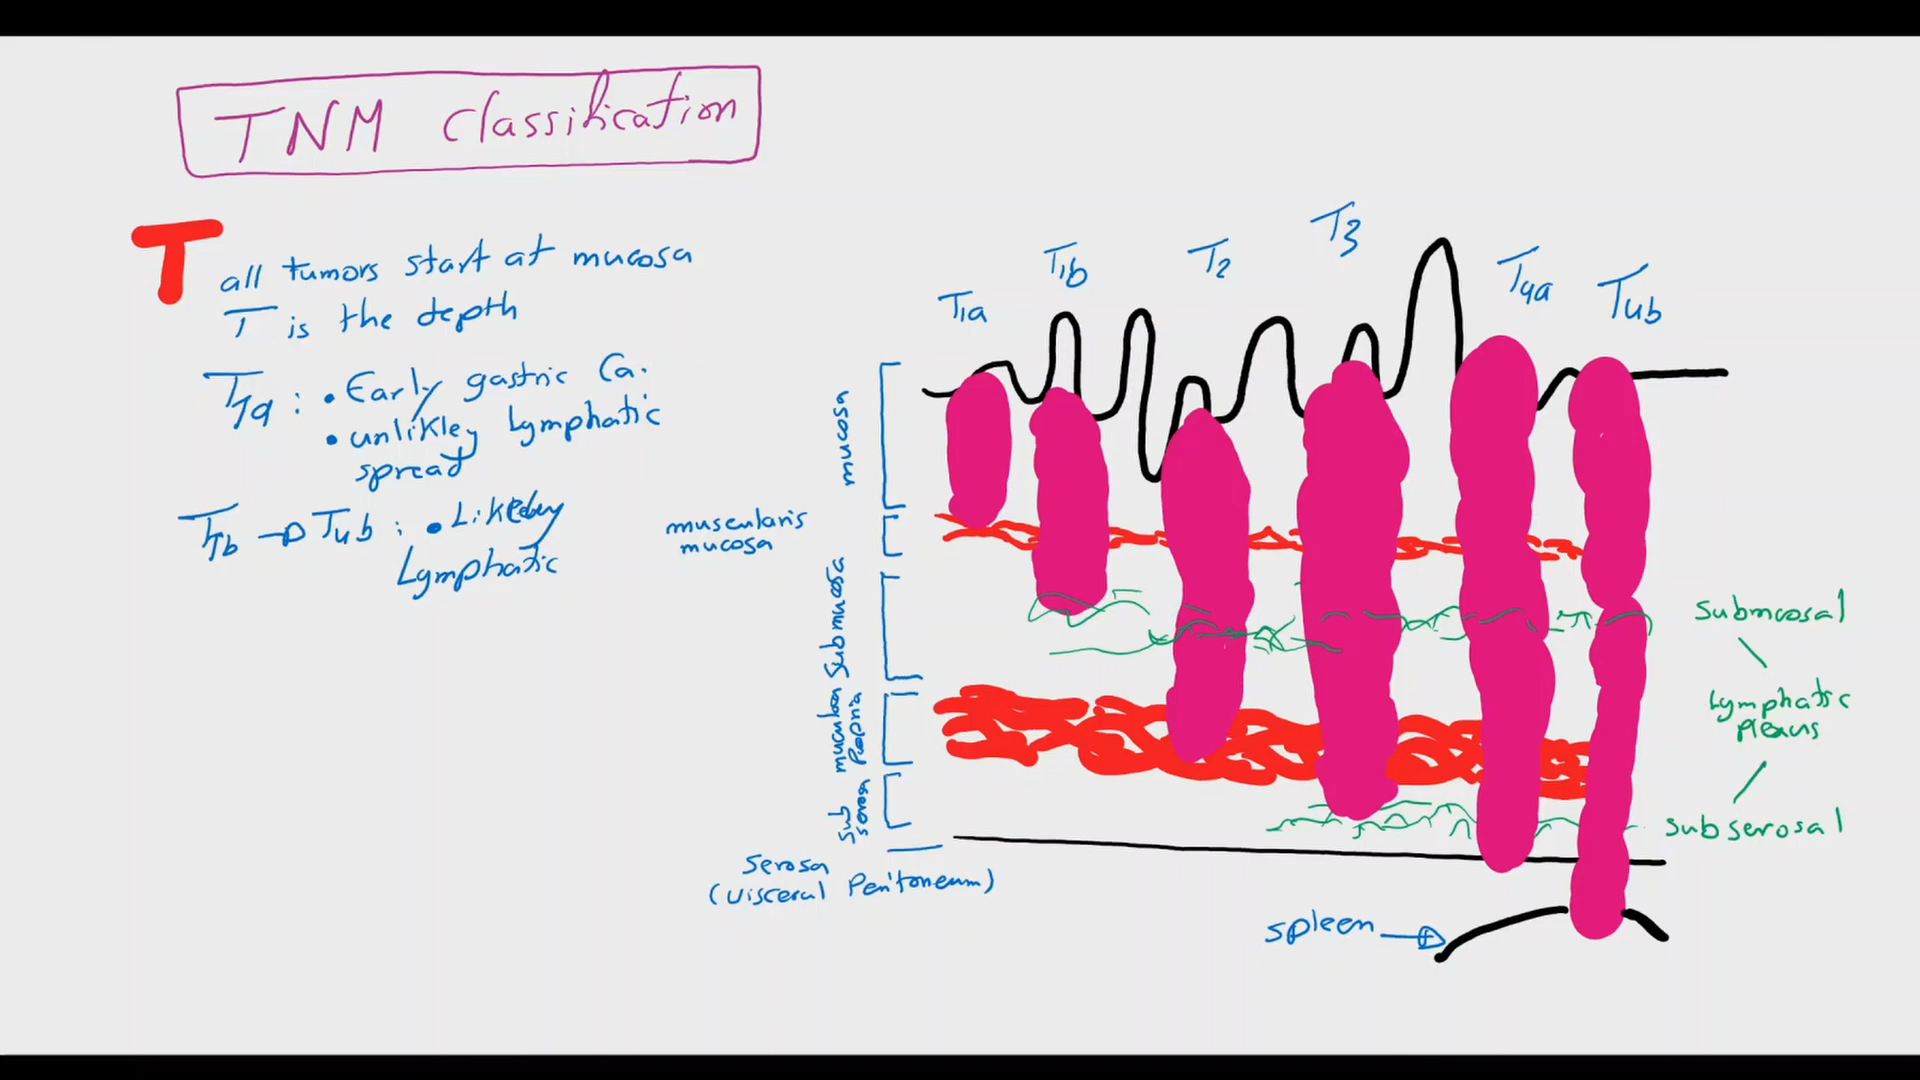 TNM classification
T
all tumors start at mucosa
T is the depth
T1a : • Early gastric Ca.
• unlikley lymphatic
spread
T1b → T4b : • Likely
Lymphatic
T1a
T1b
T2
T3
T4a
T4b
mucosa
muscularis
mucosa
Submucosa
Propria
sub
serosa
serosa
(visceral Peritoneum)
spleen
submcosal
lymphatic
plexus
subserosal